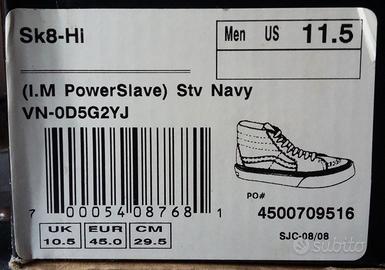 Sk8-Hi
Men US 11.5
(I.M PowerSlave) Stv Navy
VN-0D5G2YJ
7 00054 08768 1
PO#
4500709516
UK EUR CM
10.5 45.0 29.5
SJC-08/08
subito